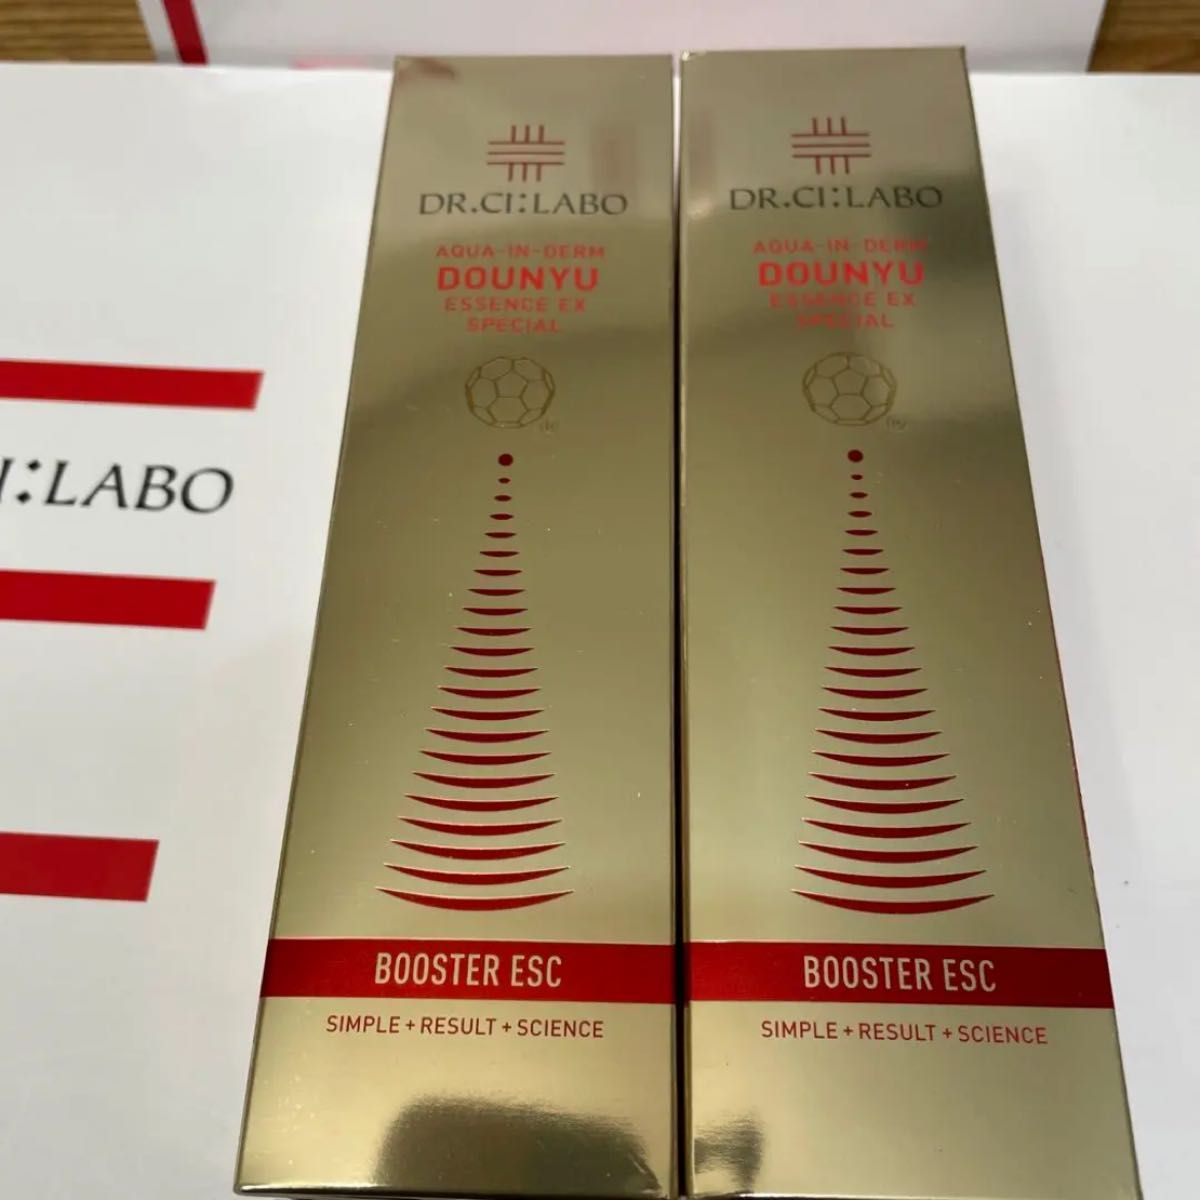 DR.CI:LABO
AQUA-IN-DERM
DOUNYU
ESSENCE EX
SPECIAL
BOOSTER ESC
SIMPLE+RESULT+SCIENCE
DR.CI:LABO
AQUA-IN-DERM
DOUNYU
ESSENCE EX
SPECIAL
BOOSTER ESC
SIMPLE+RESULT+SCIENCE
I:LABO